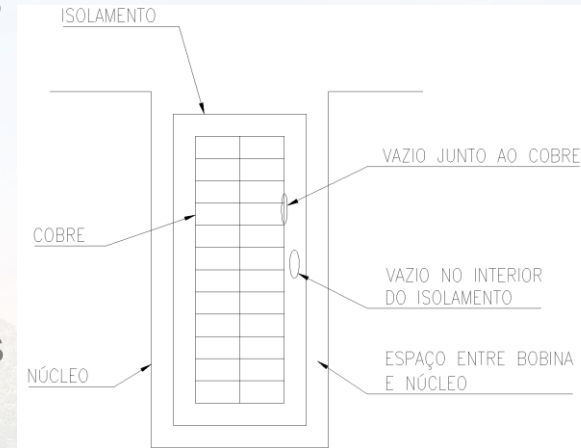 ISOLAMENTO
VAZIO JUNTO AO COBRE
COBRE
VAZIO NO INTERIOR
DO ISOLAMENTO
NÚCLEO
ESPAÇO ENTRE BOBINA
E NÚCLEO